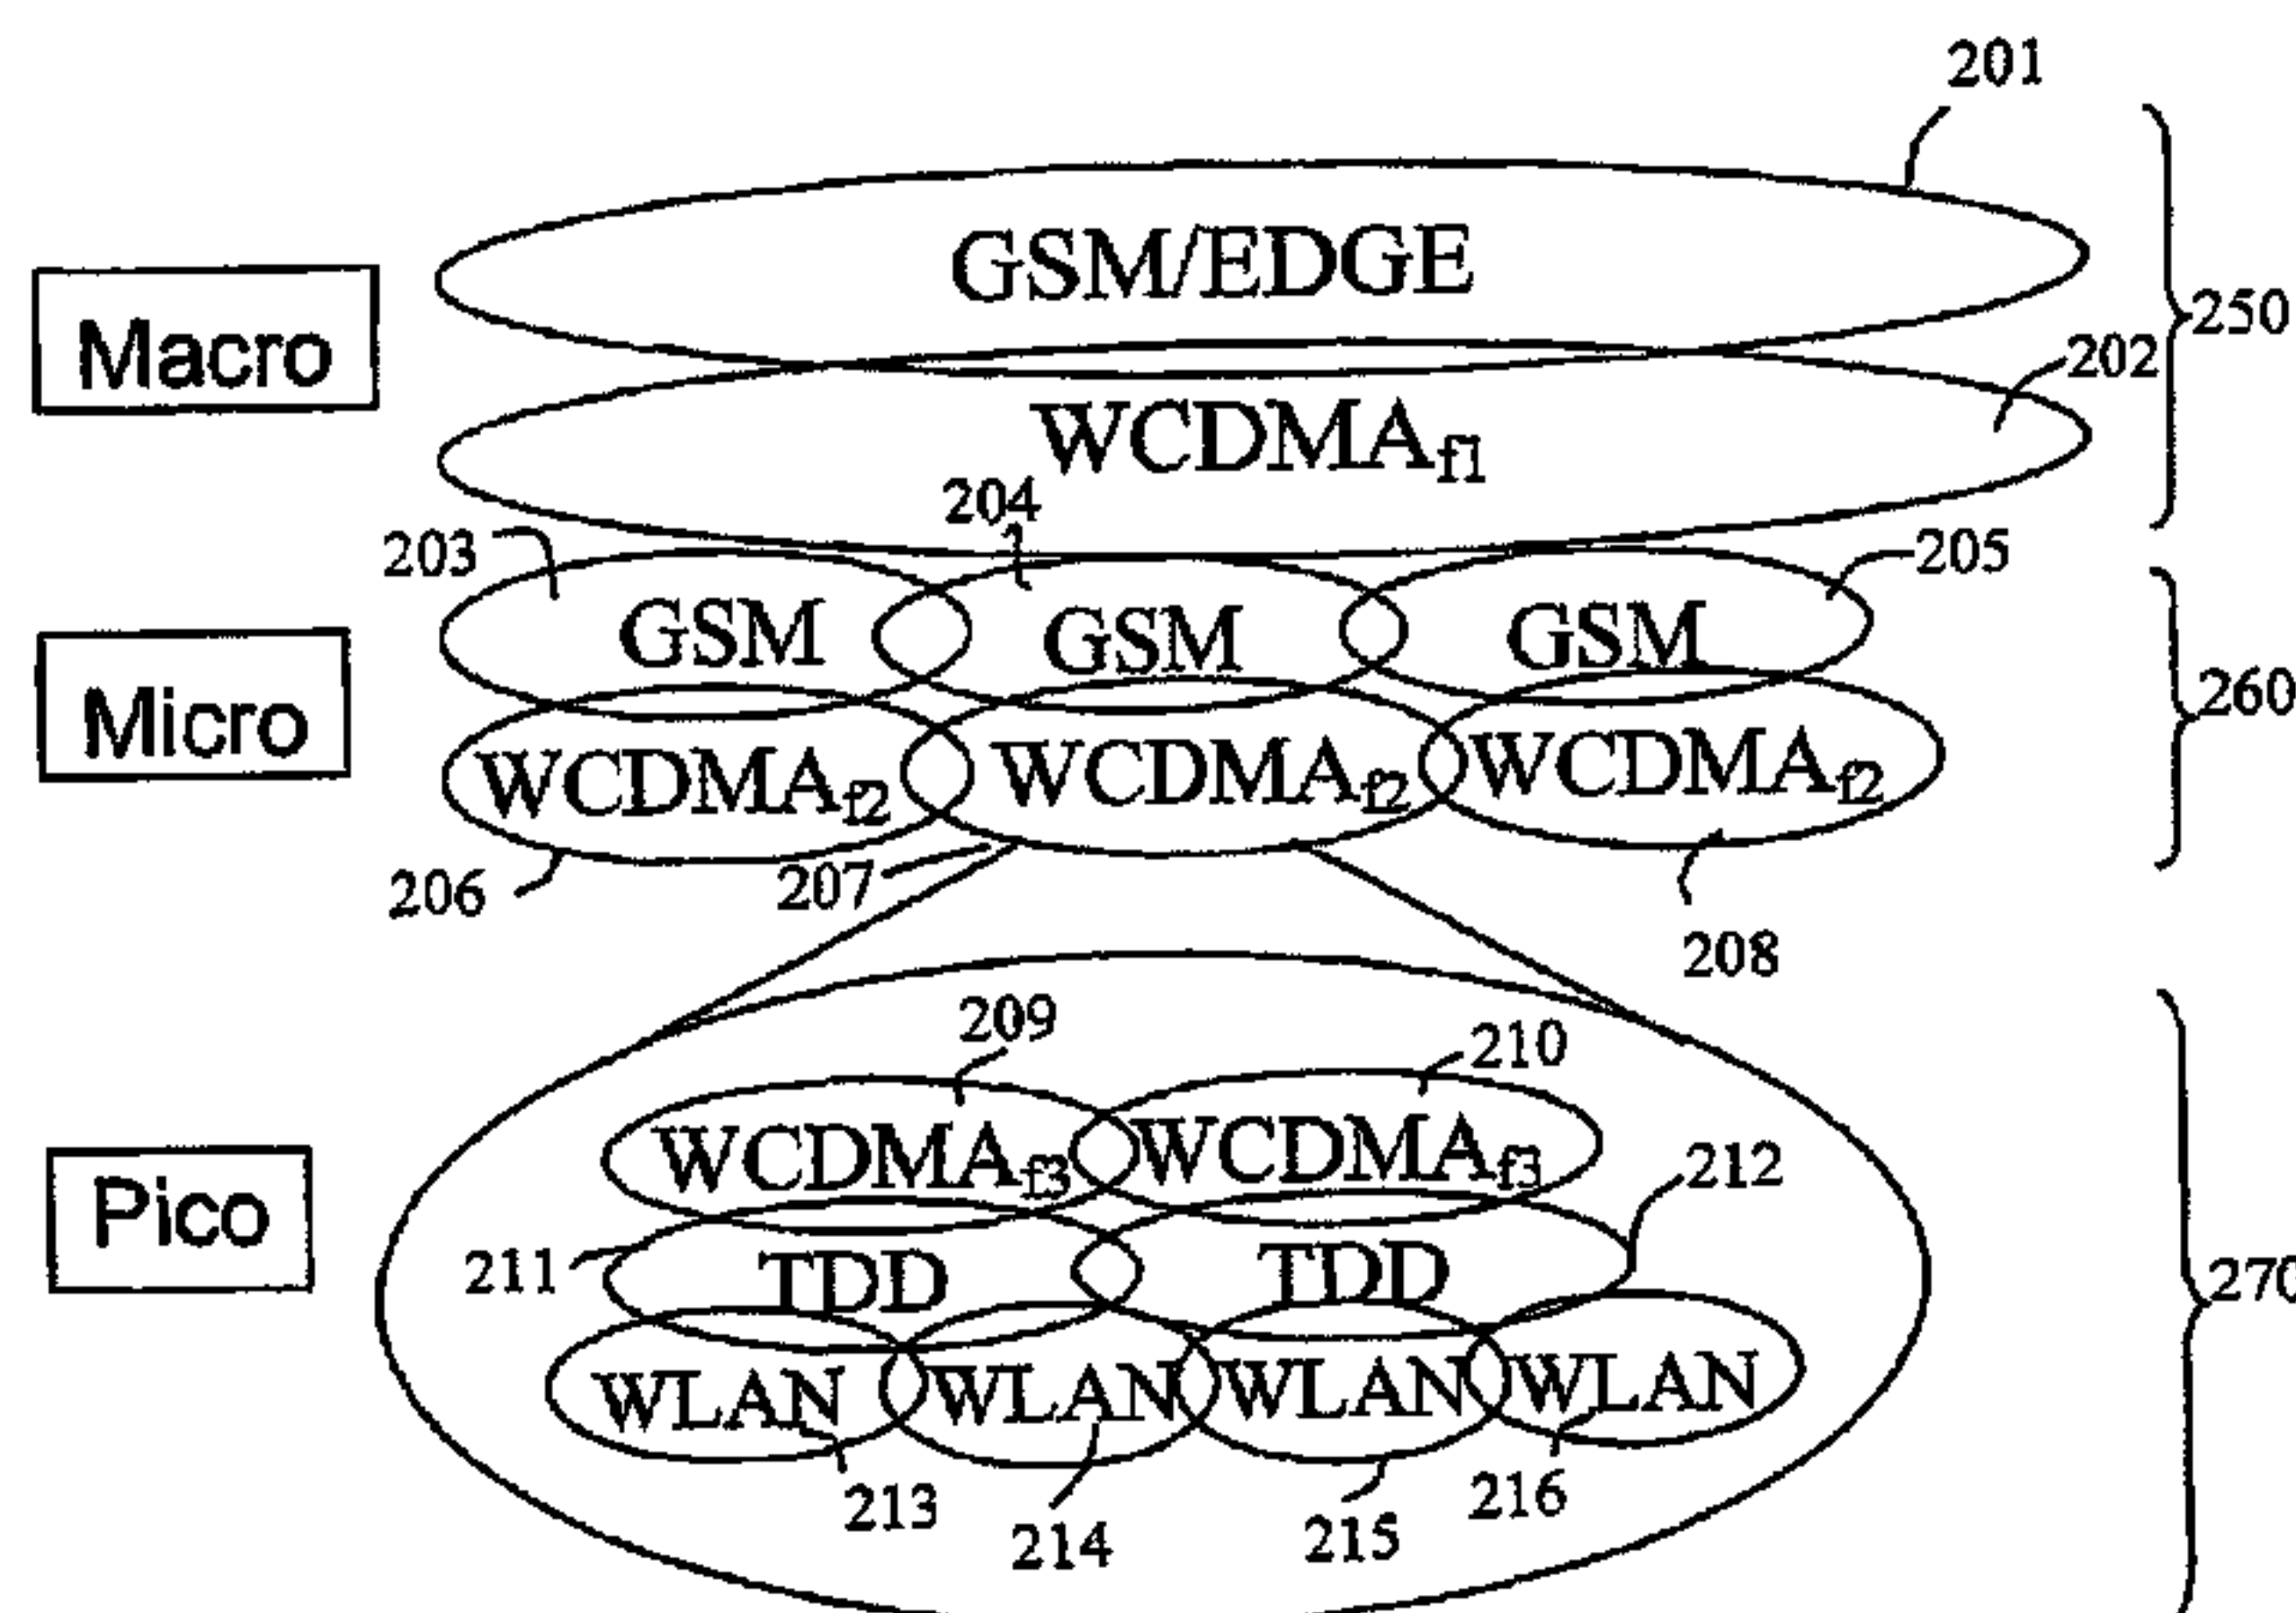 201
GSM/EDGE
Macro
250
202
WCDMAf1
204
203
205
GSM GSM GSM
Micro
260
WCDMAf2 WCDMAf2 WCDMAf2
206
207
208
209
210
WCDMAf3 WCDMAf3
212
Pico
211
TDD TDD
270
WLAN WLAN WLAN WLAN
213
214
215
216